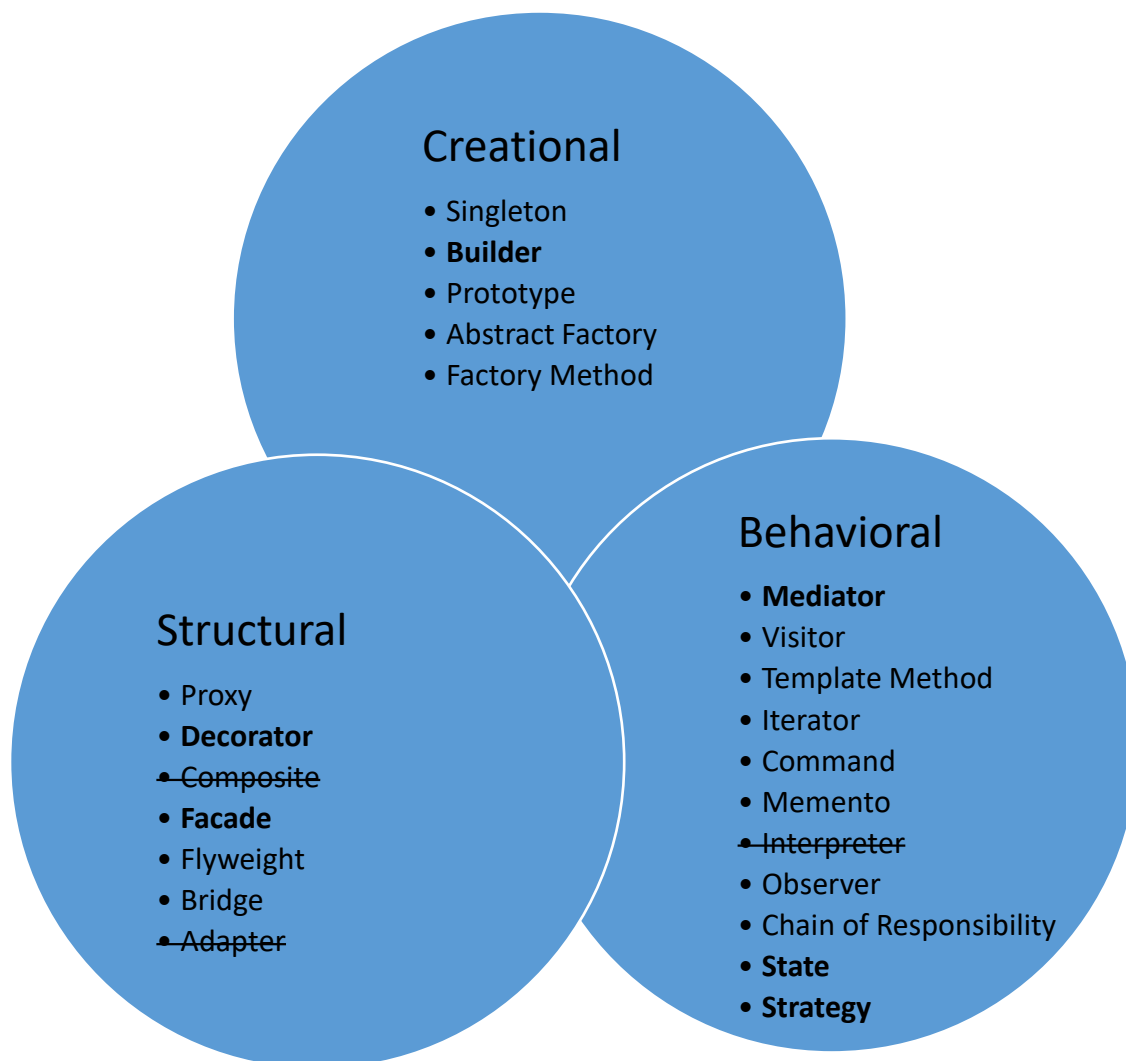 Creational
• Singleton
• Builder
• Prototype
• Abstract Factory
• Factory Method
Structural
• Proxy
• Decorator
• Composite
• Facade
• Flyweight
• Bridge
• Adapter
Behavioral
• Mediator
• Visitor
• Template Method
• Iterator
• Command
• Memento
• Interpreter
• Observer
• Chain of Responsibility
• State
• Strategy